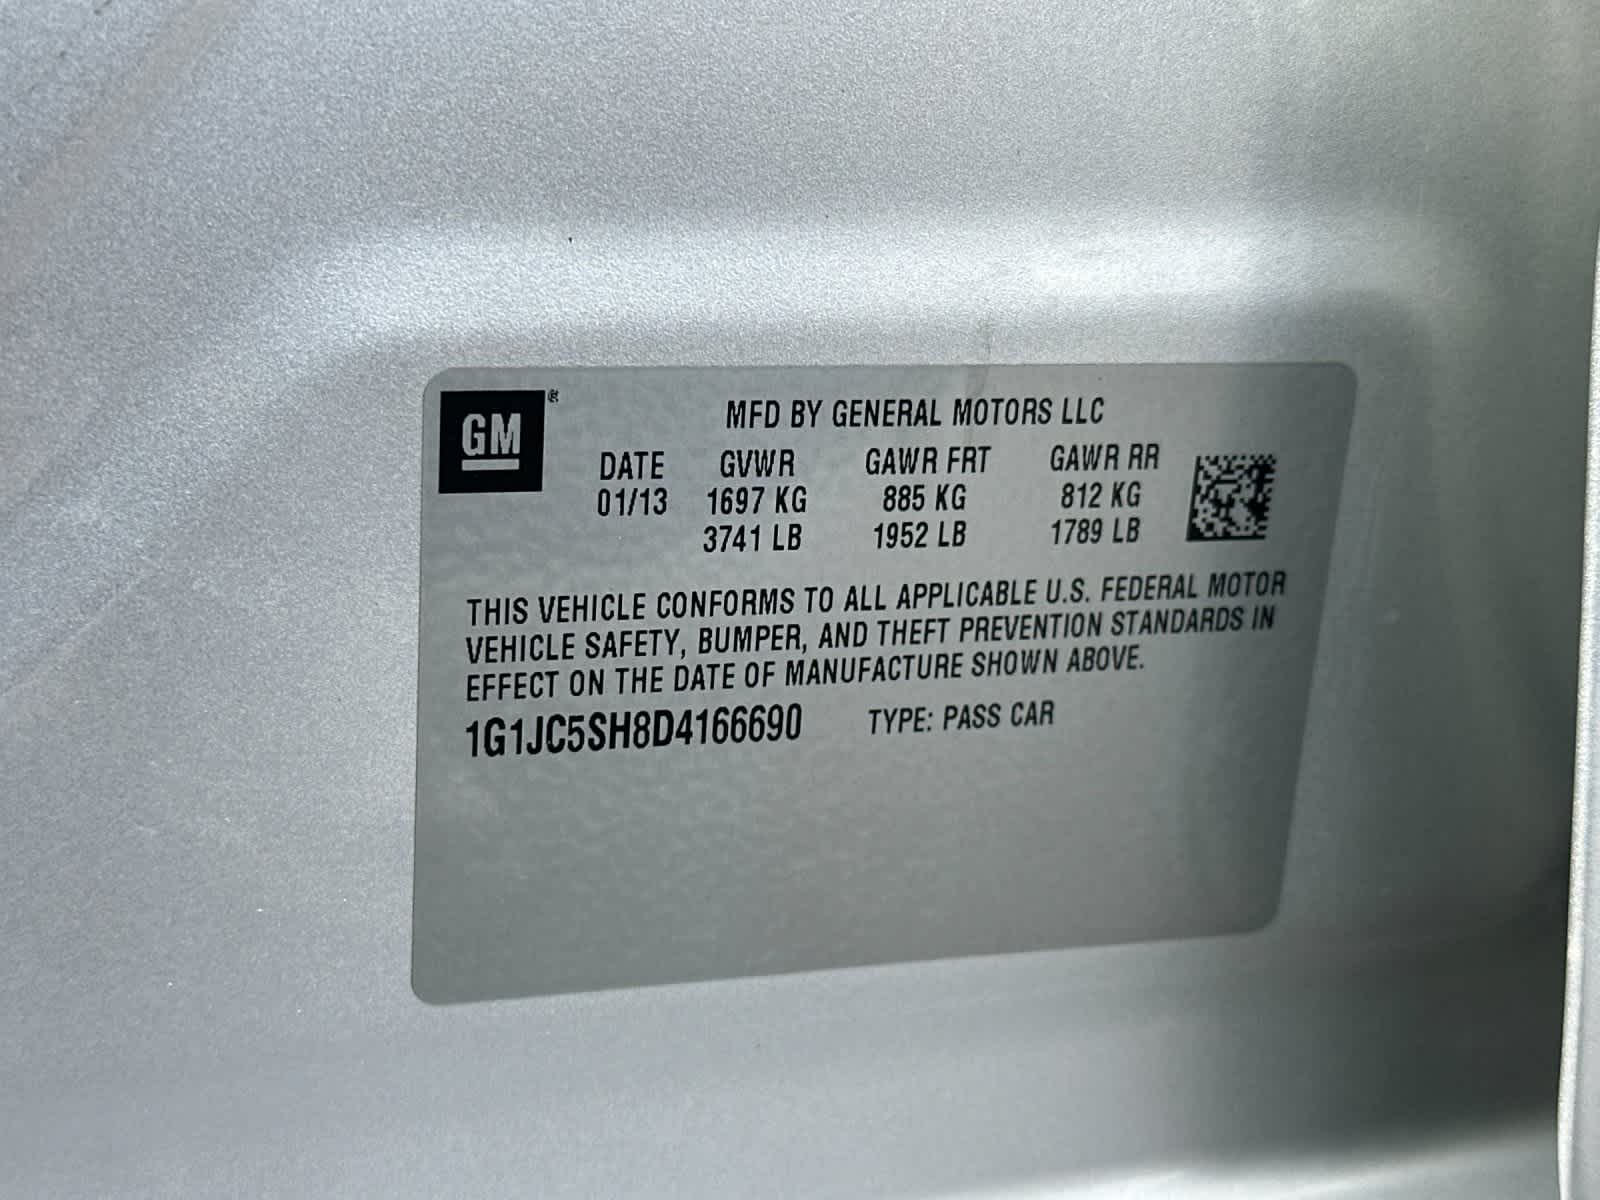 GM®
MFD BY GENERAL MOTORS LLC
DATE GVWR GAWR FRT GAWR RR
01/13 1697 KG 885 KG 812 KG
3741 LB 1952 LB 1789 LB
THIS VEHICLE CONFORMS TO ALL APPLICABLE U.S. FEDERAL MOTOR
VEHICLE SAFETY, BUMPER, AND THEFT PREVENTION STANDARDS IN
EFFECT ON THE DATE OF MANUFACTURE SHOWN ABOVE.
1G1JC5SH8D4166690 TYPE: PASS CAR